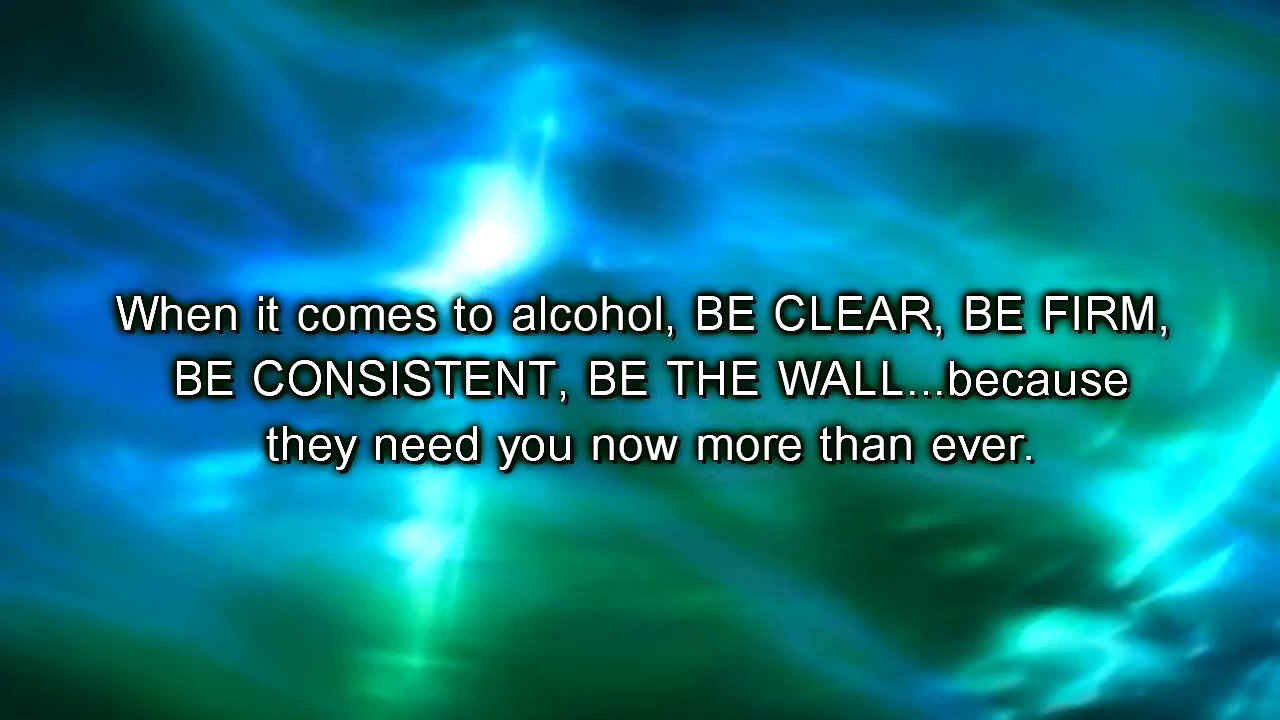 When it comes to alcohol, BE CLEAR, BE FIRM,
BE CONSISTENT, BE THE WALL...because
they need you now more than ever.